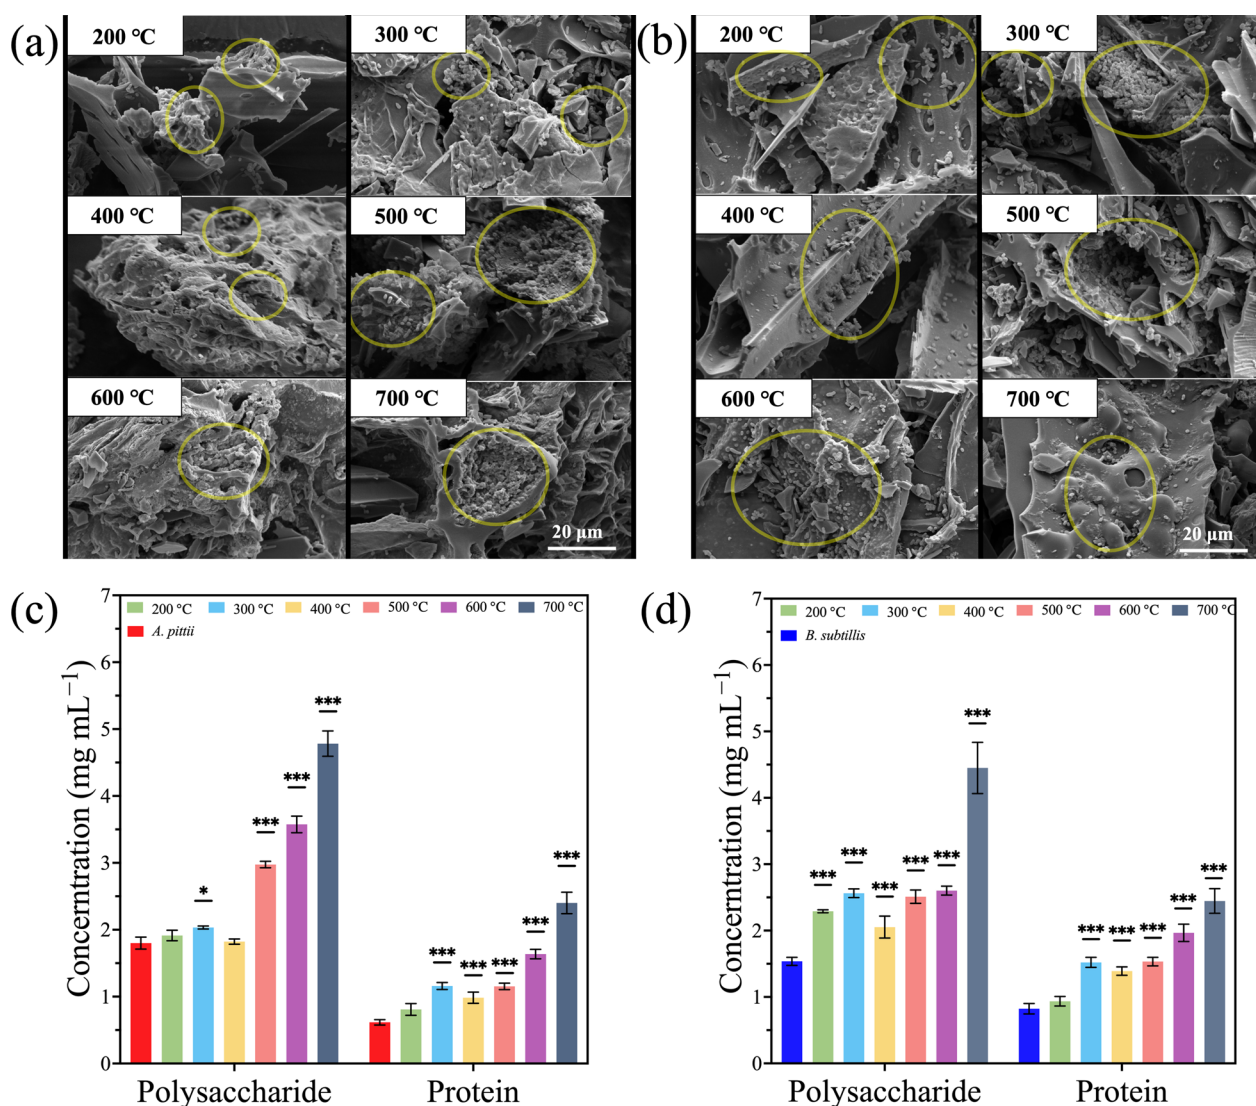 (a)
200 °C
300 °C
400 °C
500 °C
600 °C
700 °C
20 μm
(b)
200 °C
300 °C
400 °C
500 °C
600 °C
700 °C
20 μm
(c)
Concerntration (mg mL⁻¹)
7
6
5
4
3
2
1
0
200 °C 300 °C 400 °C 500 °C 600 °C 700 °C
A. pittii
*
***
***
***
***
***
***
***
***
Polysaccharide Protein
(d)
Concerntration (mg mL⁻¹)
7
6
5
4
3
2
1
0
200 °C 300 °C 400 °C 500 °C 600 °C 700 °C
B. subtillis
***
***
***
***
***
***
***
***
***
***
***
Polysaccharide Protein